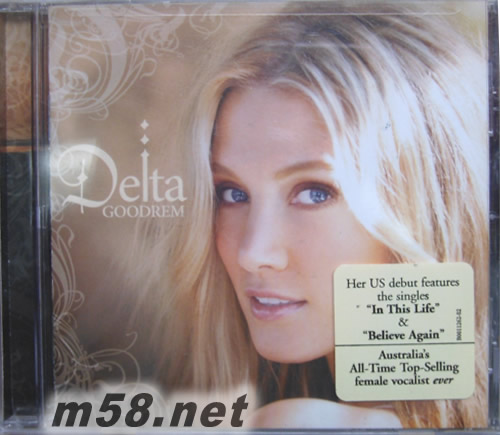 Delta
GOODREM
Her US debut features
the singles
"In This Life"
&
"Believe Again"
Australia's
All-Time Top-Selling
female vocalist ever
m58.net